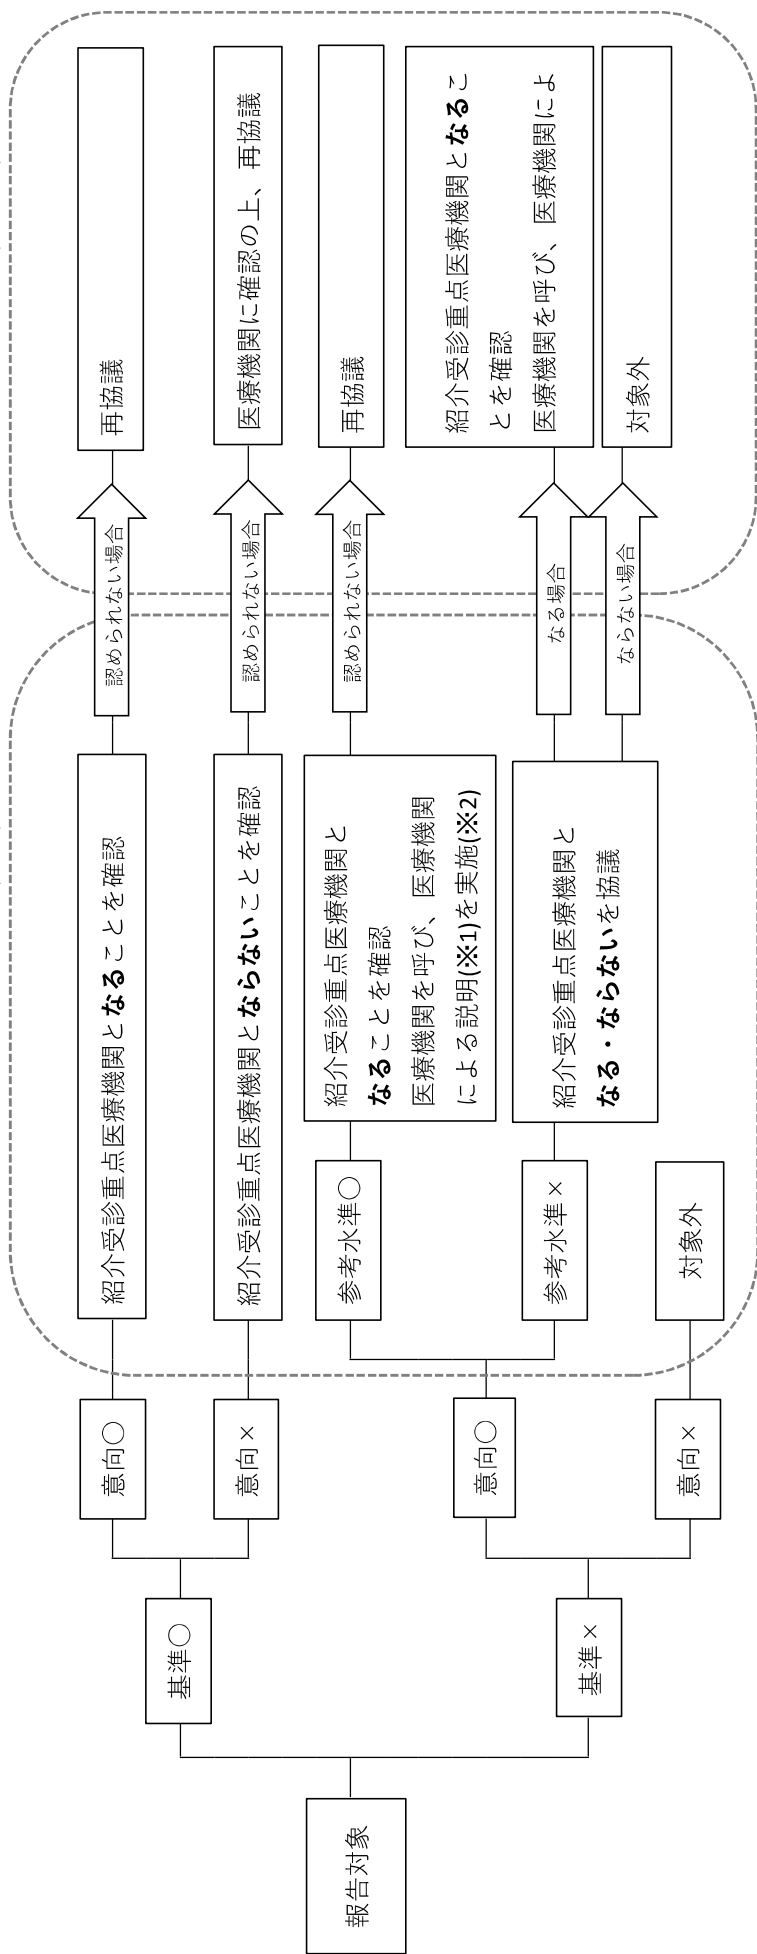 報告対象
基準〇
基準×
意向〇
意向×
意向〇
意向×
紹介受診重点医療機関となることを確認
紹介受診重点医療機関とならないことを確認
参考水準〇
参考水準×
対象外
紹介受診重点医療機関と
なることを確認
医療機関を呼び、医療機関
による説明(※1)を実施(※2)
紹介受診重点医療機関と
なる・ならないを協議
認められない場合
認められない場合
認められない場合
なる場合
ならない場合
再協議
医療機関に確認の上、再協議
再協議
紹介受診重点医療機関となるこ
とを確認
医療機関を呼び、医療機関によ
対象外